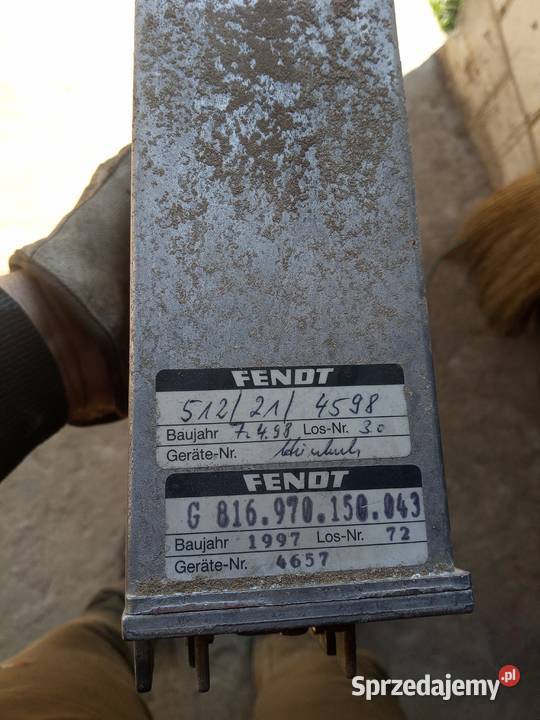 FENDT
512/21/ 4598
Baujahr 7.4.98 Los-Nr. 30
Geräte-Nr.
FENDT
G 816.970.150.043
Baujahr 1997 Los-Nr. 72
Geräte-Nr. 4657
Sprzedajemy.pl